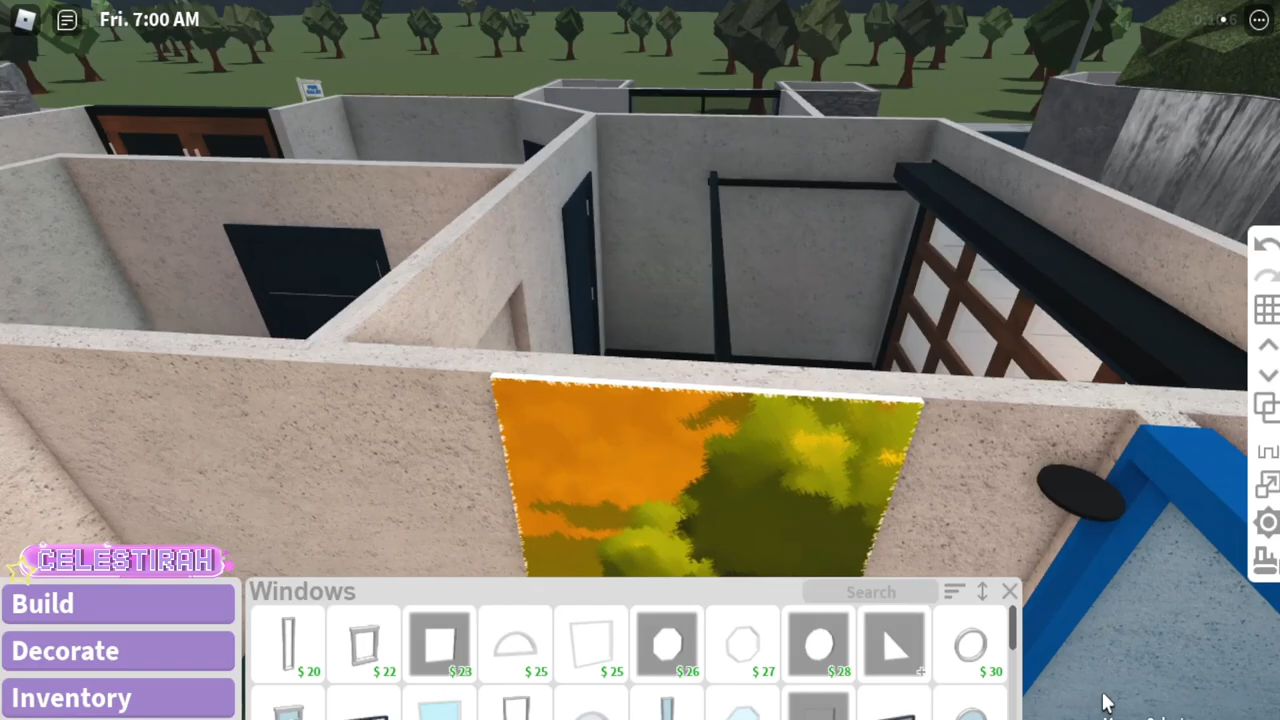 Fri. 7:00 AM
CELESTIRAH
Build
Decorate
Inventory
Windows
Search
$20
$22
$23
$25
$25
$26
$27
$28
$30